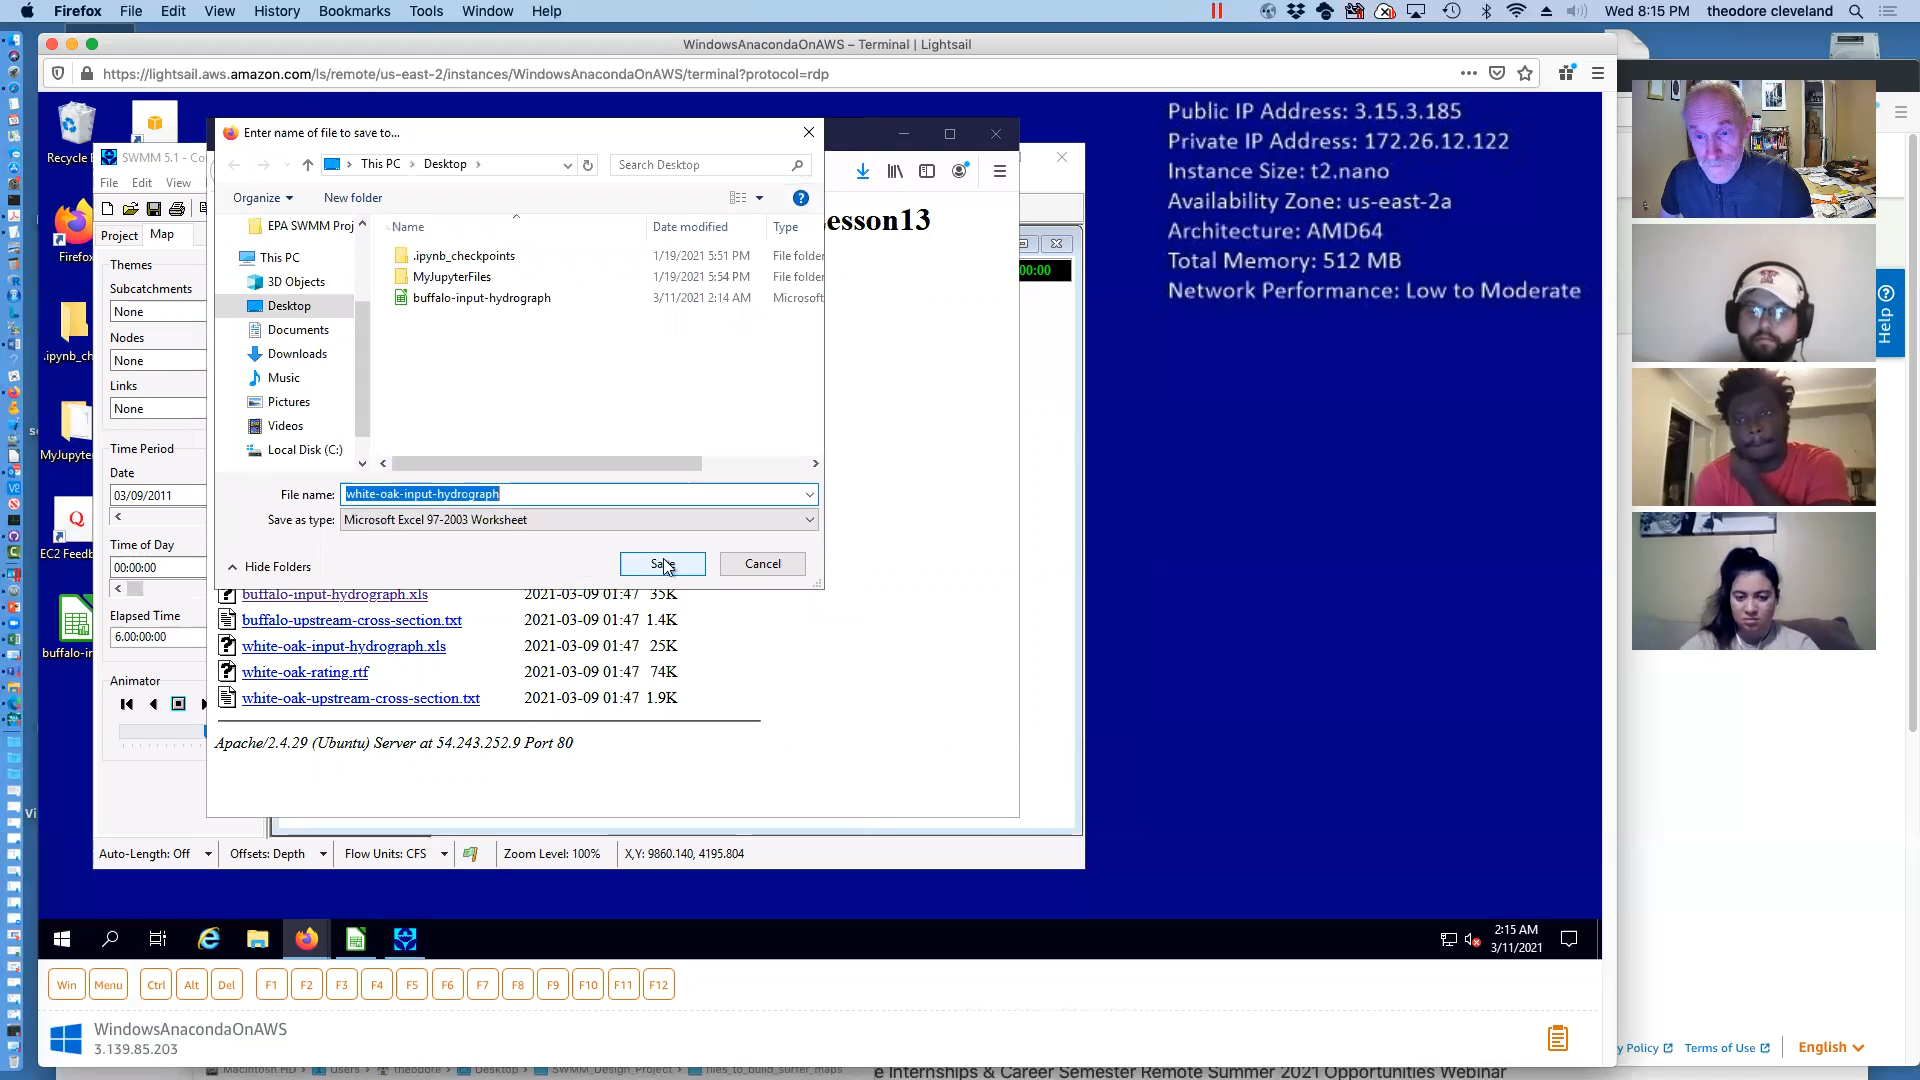 Firefox File Edit View History Bookmarks Tools Window Help
Wed 8:15 PM theodore cleveland
WindowsAnacondaOnAWS – Terminal | Lightsail
https://lightsail.aws.amazon.com/ls/remote/us-east-2/instances/WindowsAnacondaOnAWS/terminal?protocol=rdp
Public IP Address: 3.15.3.185
Private IP Address: 172.26.12.122
Instance Size: t2.nano
Availability Zone: us-east-2a
Architecture: AMD64
Total Memory: 512 MB
Network Performance: Low to Moderate
Recycle
Firefox
.ipynb_ch
MyJupyter
EC2 Feedb
buffalo-in
SWMM 5.1 - Co
File Edit View
Project Map
Themes
Subcatchments
None
Nodes
None
Links
None
Time Period
Date
03/09/2011
Time of Day
00:00:00
Elapsed Time
6.00:00:00
Animator
Enter name of file to save to...
This PC Desktop
Search Desktop
Organize New folder
EPA SWMM Proj
This PC
3D Objects
Desktop
Documents
Downloads
Music
Pictures
Videos
Local Disk (C:)
Name Date modified Type
.ipynb_checkpoints 1/19/2021 5:51 PM File folder
MyJupyterFiles 1/19/2021 5:54 PM File folder
buffalo-input-hydrograph 3/11/2021 2:14 AM Microsoft
File name: white-oak-input-hydrograph
Save as type: Microsoft Excel 97-2003 Worksheet
Hide Folders Save Cancel
esson13
00:00
buffalo-input-hydrograph.xls 2021-03-09 01:47 35K
buffalo-upstream-cross-section.txt 2021-03-09 01:47 1.4K
white-oak-input-hydrograph.xls 2021-03-09 01:47 25K
white-oak-rating.rtf 2021-03-09 01:47 74K
white-oak-upstream-cross-section.txt 2021-03-09 01:47 1.9K
Apache/2.4.29 (Ubuntu) Server at 54.243.252.9 Port 80
Auto-Length: Off Offsets: Depth Flow Units: CFS Zoom Level: 100% X,Y: 9860.140, 4195.804
2:15 AM
3/11/2021
Win Menu Ctrl Alt Del F1 F2 F3 F4 F5 F6 F7 F8 F9 F10 F11 F12
WindowsAnacondaOnAWS
3.139.85.203
Help
y Policy Terms of Use English
Macintosh HD Users theodore Desktop SWMM_Design_Project files_to_build_surfer_maps
e Internships & Career Semester Remote Summer 2021 Opportunities Webinar